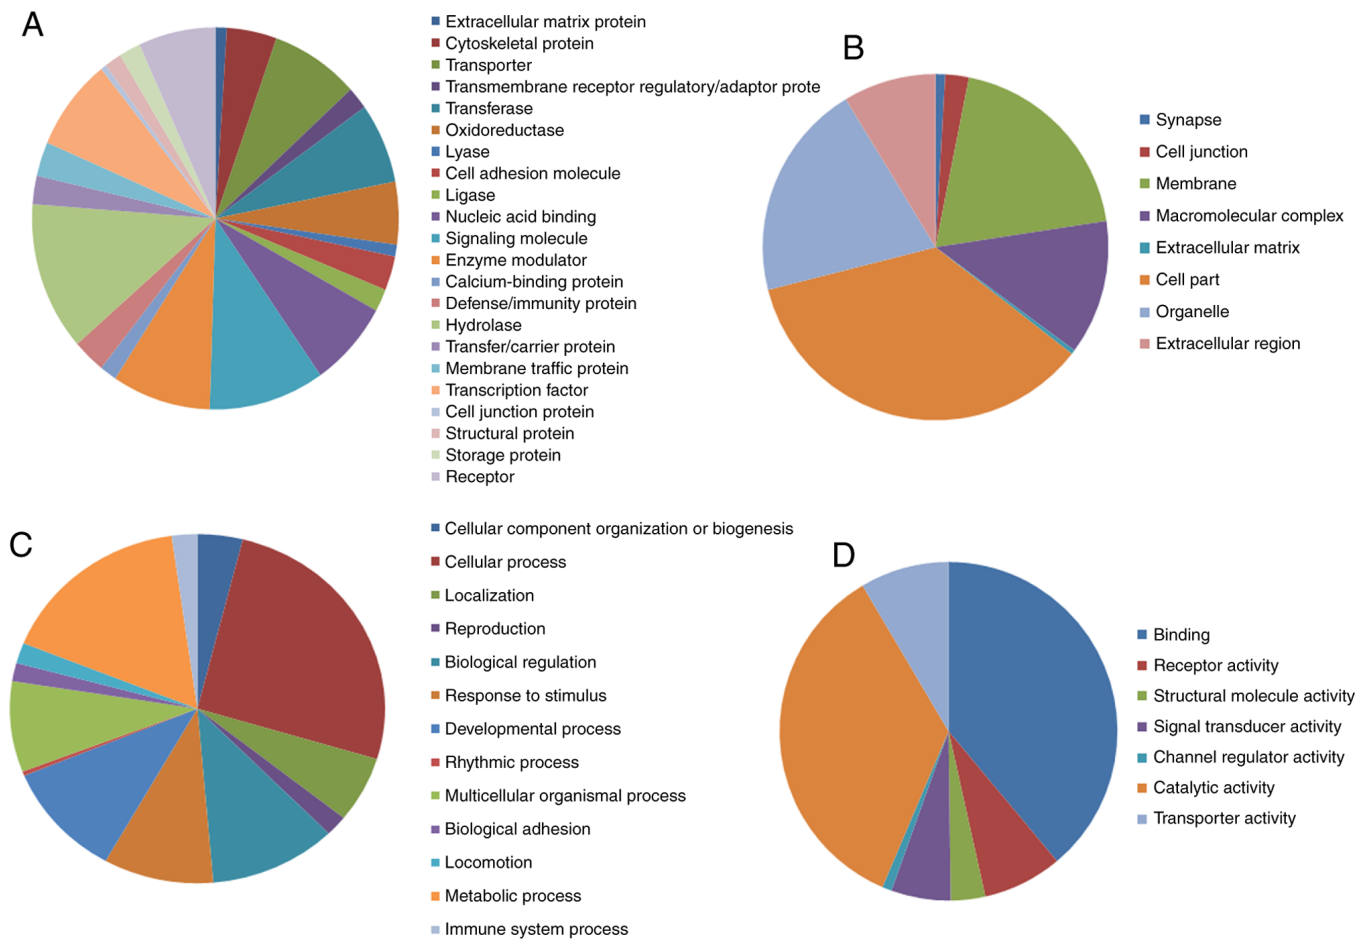 A
Extracellular matrix protein
Cytoskeletal protein
Transporter
Transmembrane receptor regulatory/adaptor prote
Transferase
Oxidoreductase
Lyase
Cell adhesion molecule
Ligase
Nucleic acid binding
Signaling molecule
Enzyme modulator
Calcium-binding protein
Defense/immunity protein
Hydrolase
Transfer/carrier protein
Membrane traffic protein
Transcription factor
Cell junction protein
Structural protein
Storage protein
Receptor
B
Synapse
Cell junction
Membrane
Macromolecular complex
Extracellular matrix
Cell part
Organelle
Extracellular region
C
Cellular component organization or biogenesis
Cellular process
Localization
Reproduction
Biological regulation
Response to stimulus
Developmental process
Rhythmic process
Multicellular organismal process
Biological adhesion
Locomotion
Metabolic process
Immune system process
D
Binding
Receptor activity
Structural molecule activity
Signal transducer activity
Channel regulator activity
Catalytic activity
Transporter activity